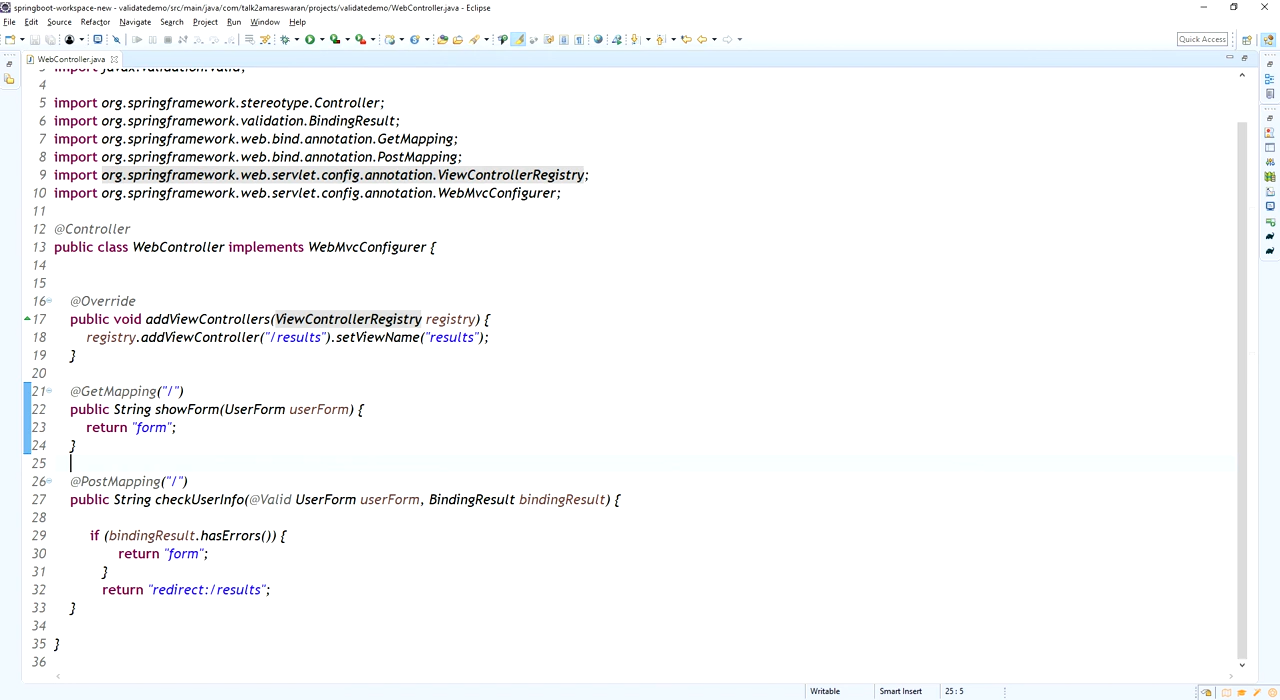 springboot-workspace-new - validatedemo/src/main/java/com/talk2amareswaran/projects/validatedemo/WebController.java - Eclipse
File Edit Source Refactor Navigate Search Project Run Window Help
Quick Access
WebController.java
3 import javax.validation.Valid;
4
5 import org.springframework.stereotype.Controller;
6 import org.springframework.validation.BindingResult;
7 import org.springframework.web.bind.annotation.GetMapping;
8 import org.springframework.web.bind.annotation.PostMapping;
9 import org.springframework.web.servlet.config.annotation.ViewControllerRegistry;
10 import org.springframework.web.servlet.config.annotation.WebMvcConfigurer;
11
12 @Controller
13 public class WebController implements WebMvcConfigurer {
14
15
16 @Override
17 public void addViewControllers(ViewControllerRegistry registry) {
18 registry.addViewController("/results").setViewName("results");
19 }
20
21 @GetMapping("/")
22 public String showForm(UserForm userForm) {
23 return "form";
24 }
25
26 @PostMapping("/")
27 public String checkUserInfo(@Valid UserForm userForm, BindingResult bindingResult) {
28
29 if (bindingResult.hasErrors()) {
30 return "form";
31 }
32 return "redirect:/results";
33 }
34
35 }
36
Writable Smart Insert 25 : 5